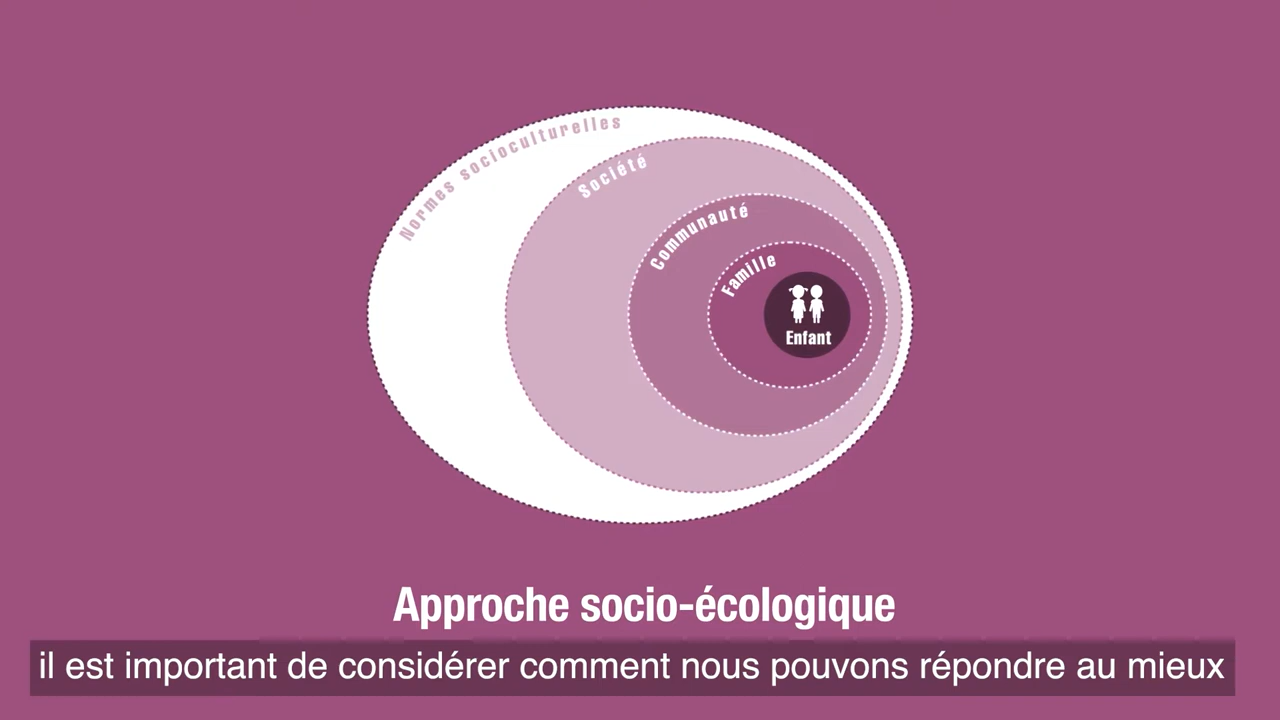 Normes socioculturelles
Société
Communauté
Famille
Enfant
Approche socio-écologique
il est important de considérer comment nous pouvons répondre au mieux